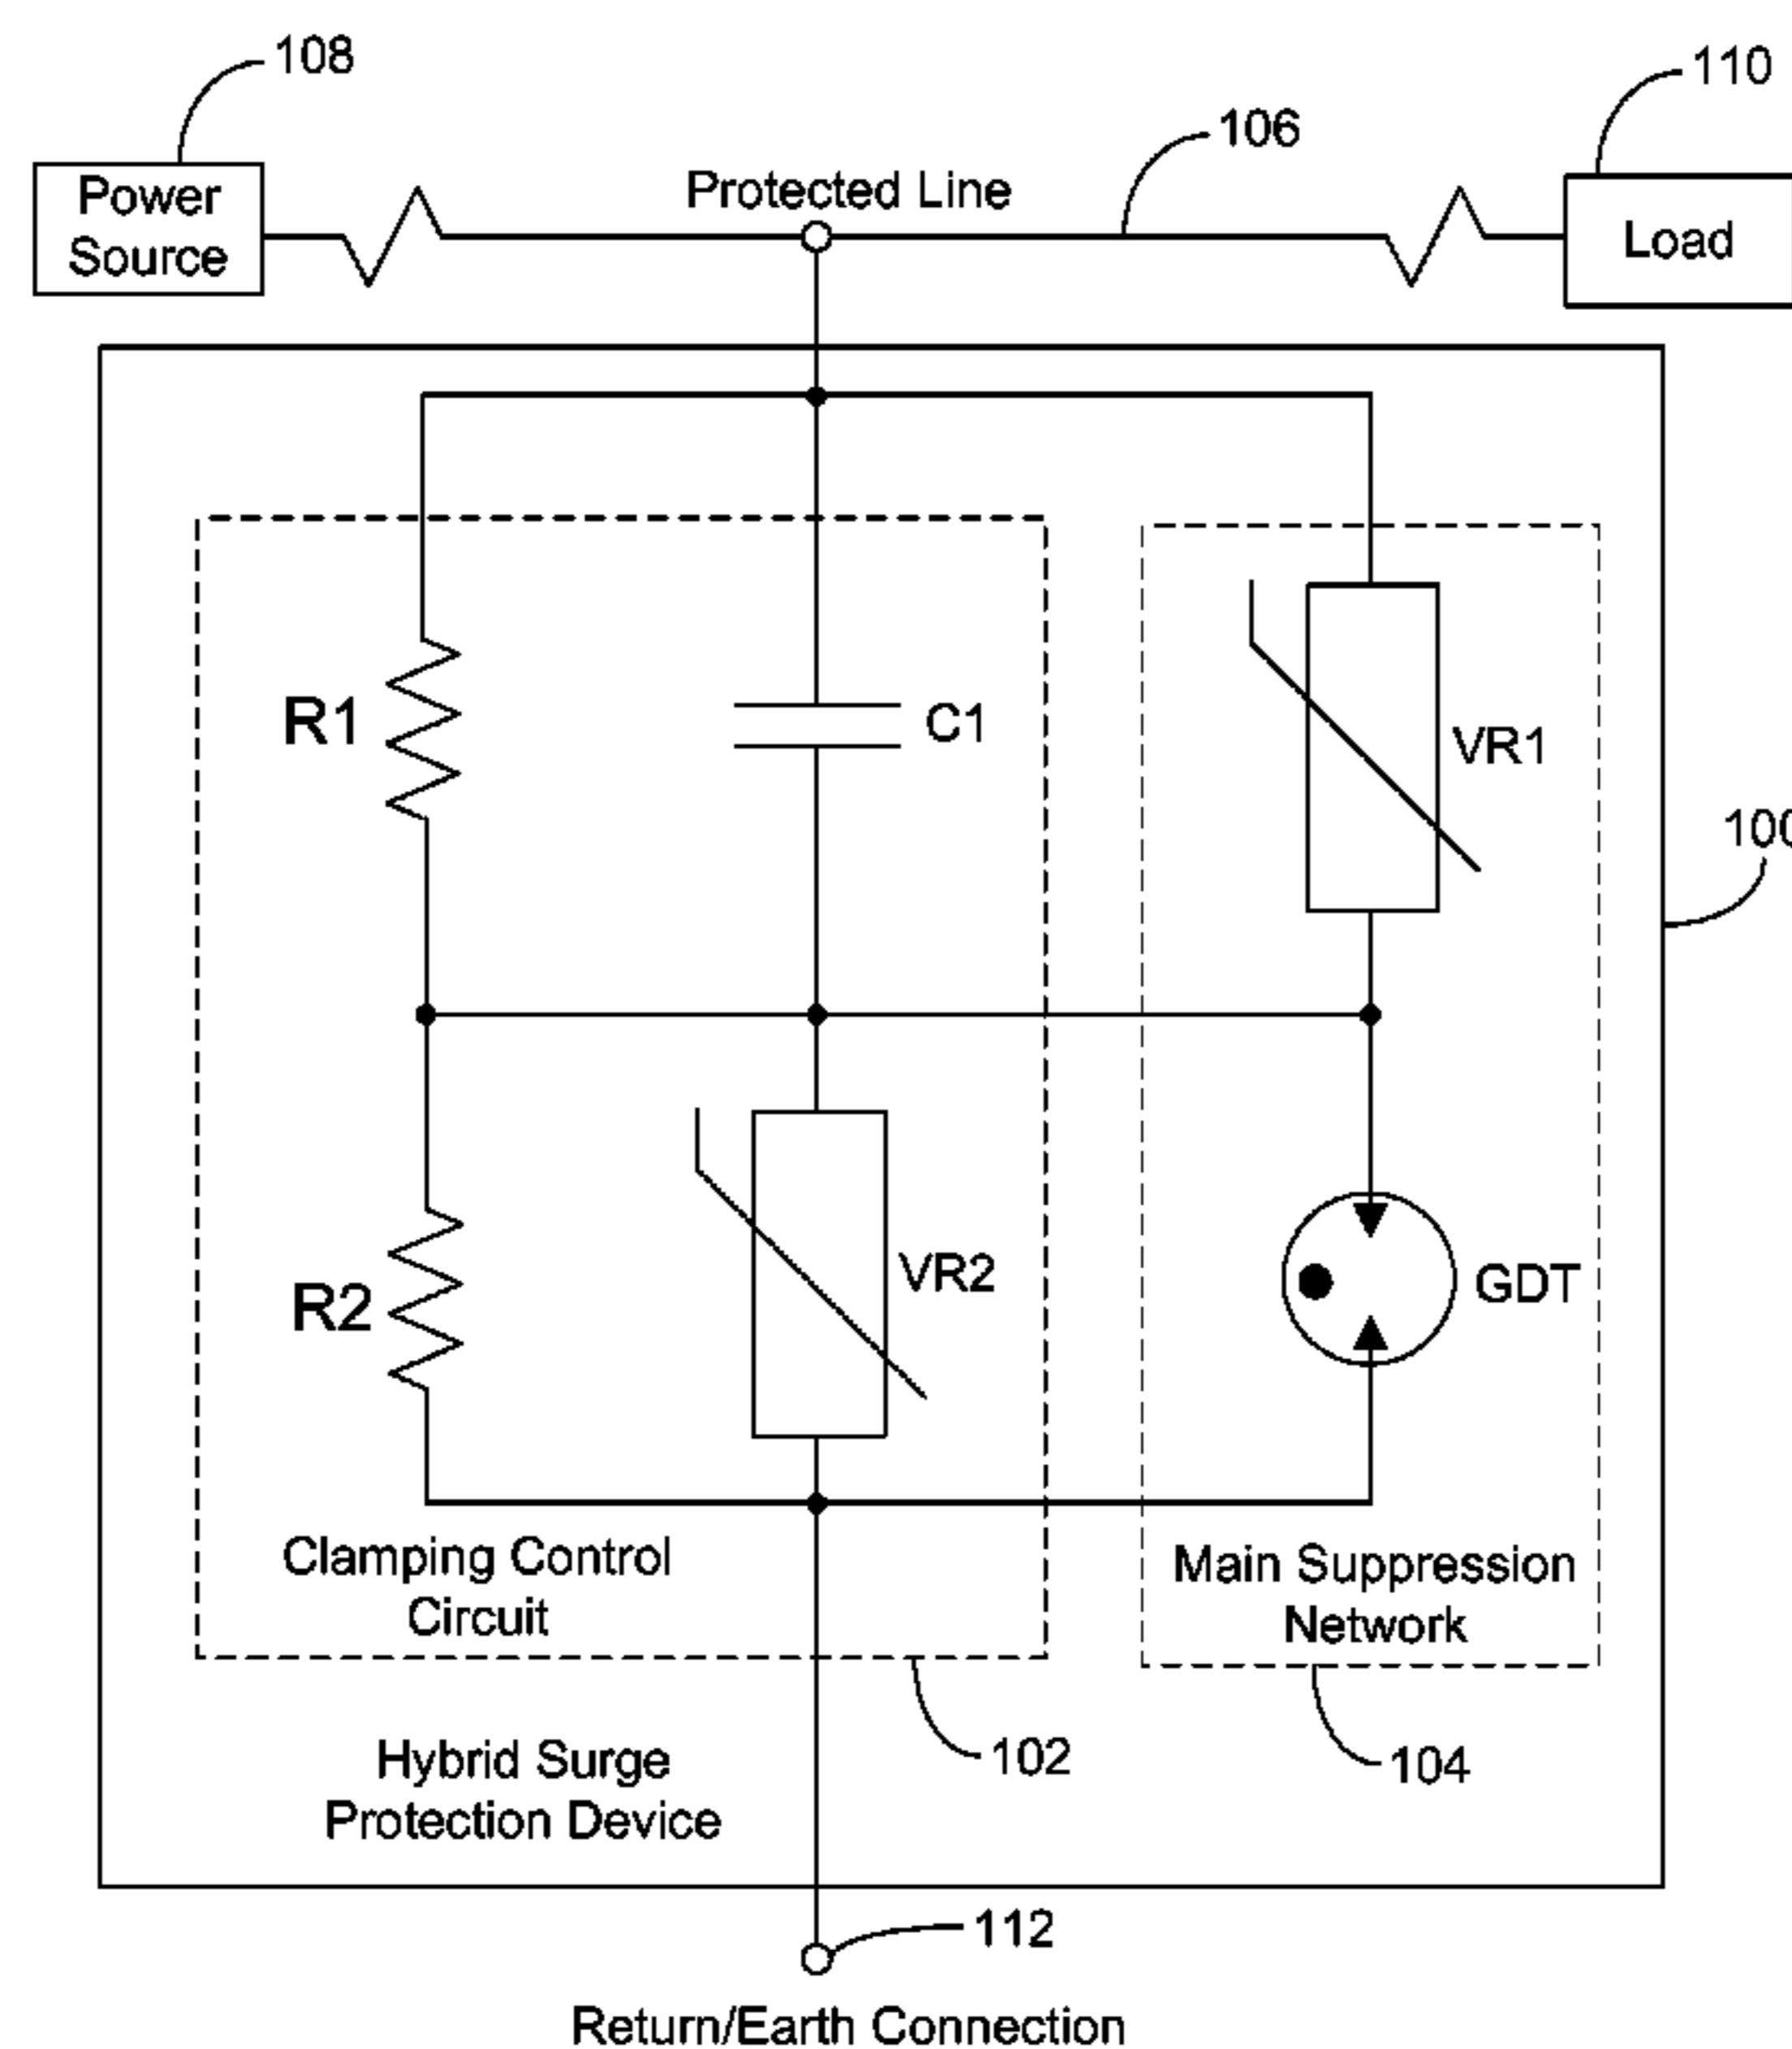 108
110
106
Power
Source
Protected Line
Load
R1
C1
VR1
100
R2
VR2
GDT
Clamping Control
Circuit
Main Suppression
Network
Hybrid Surge
Protection Device
102
104
112
Return/Earth Connection